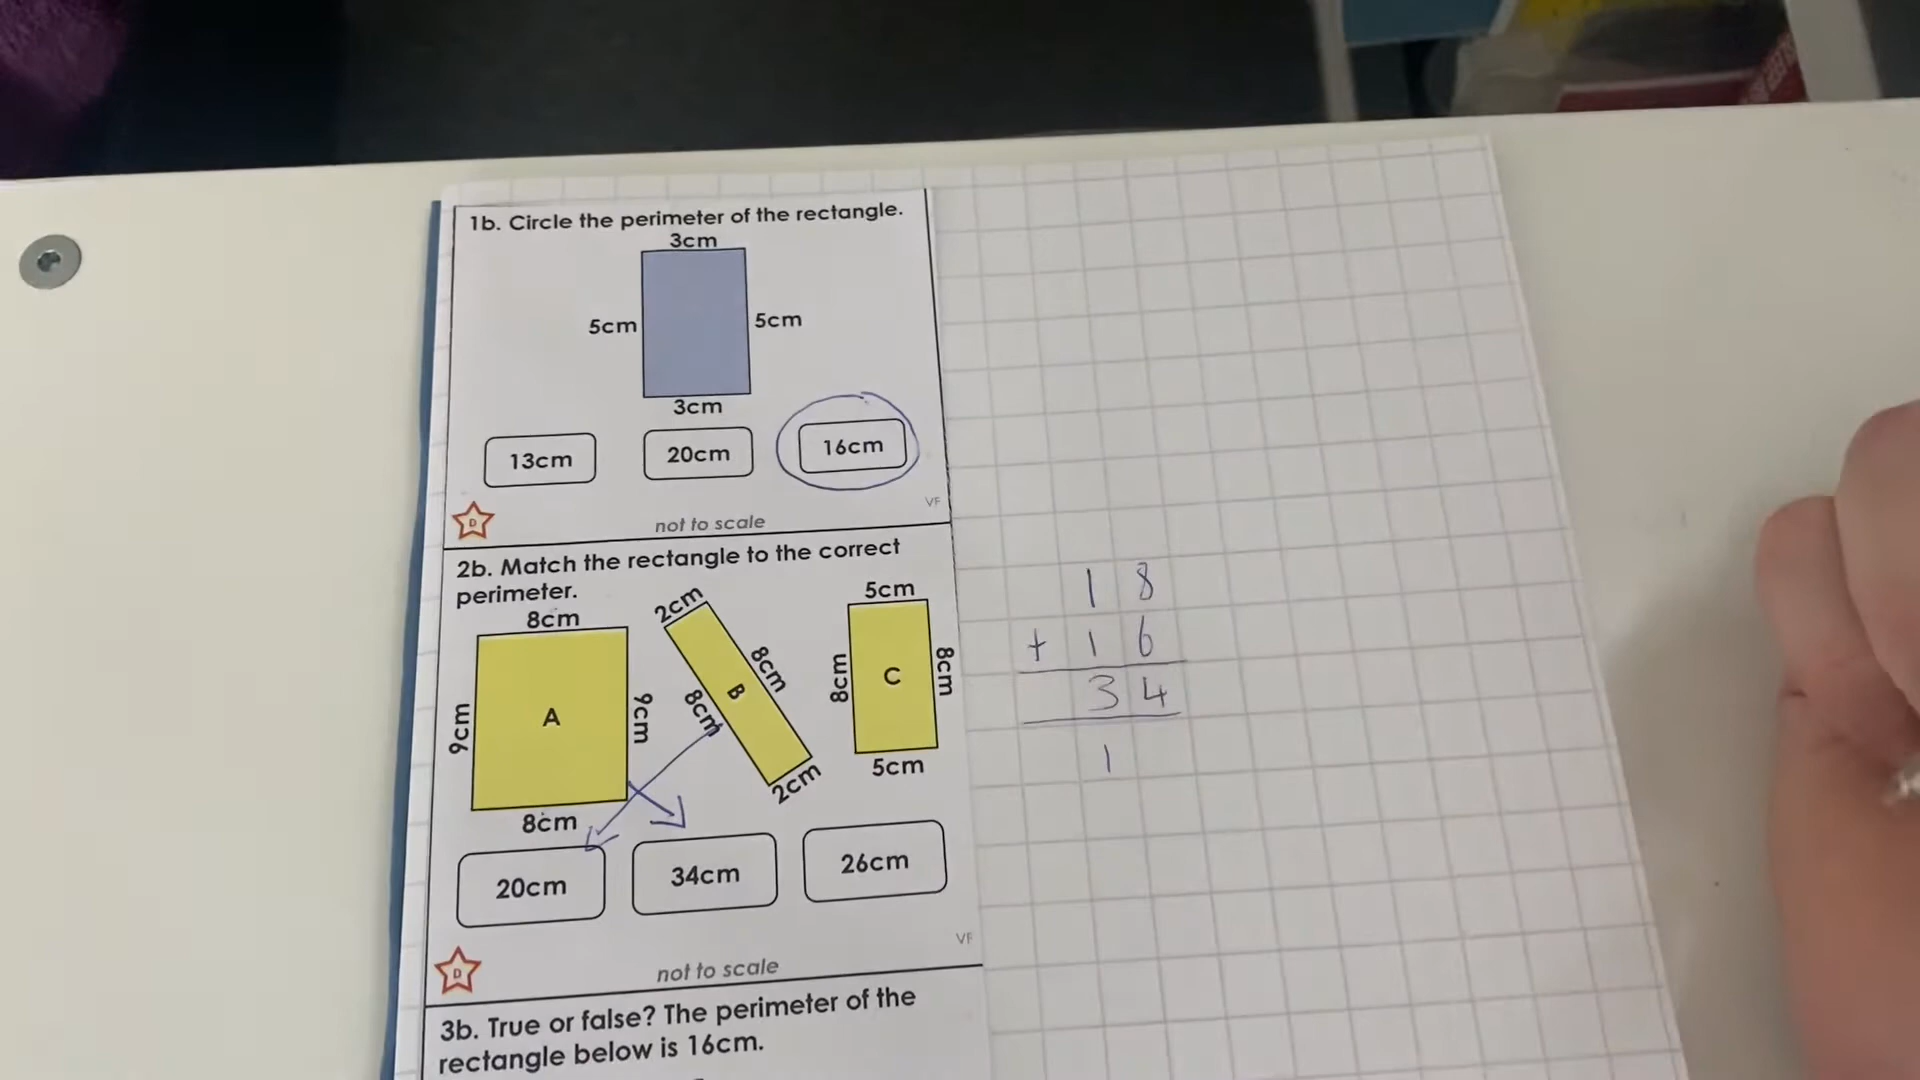 1b. Circle the perimeter of the rectangle.
3cm
5cm
5cm
3cm
13cm
20cm
16cm
D
not to scale
VF
2b. Match the rectangle to the correct
perimeter.
8cm
9cm
A
9cm
8cm
2cm
8cm
B
8cm
2cm
5cm
8cm
C
8cm
5cm
20cm
34cm
26cm
D
not to scale
VF
3b. True or false? The perimeter of the
rectangle below is 16cm.
1 8
+ 1 6
3 4
1